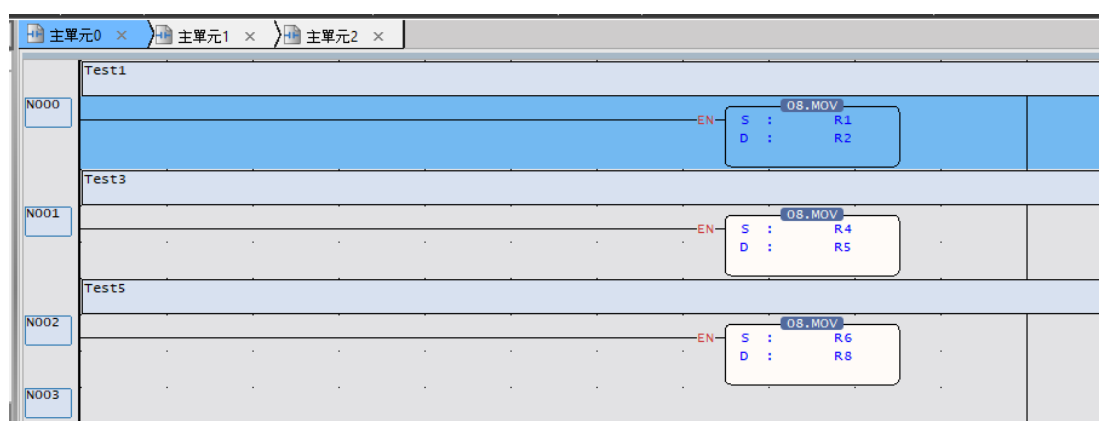 主單元0 × 主單元1 × 主單元2 ×
Test1
N000
08.MOV
EN S : R1
D : R2
Test3
N001
08.MOV
EN S : R4
D : R5
Test5
N002
08.MOV
EN S : R6
D : R8
N003